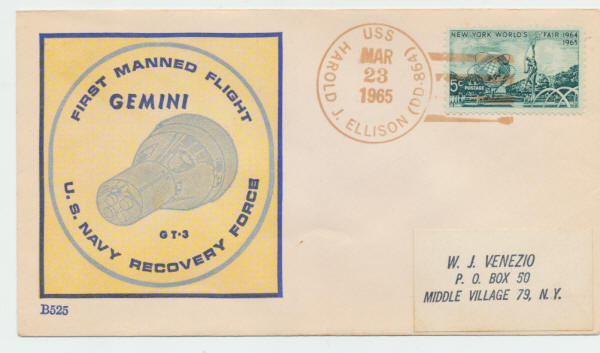 FIRST MANNED FLIGHT
GEMINI
GT-3
U.S. NAVY RECOVERY FORCE
B525
USS
HAROLD J. ELLISON (DD-894)
MAR
23
1965
NEW YORK WORLD'S FAIR 1964
1965
5c
U.S. POSTAGE
W. J. VENEZIO
P. O. BOX 50
MIDDLE VILLAGE 79, N. Y.